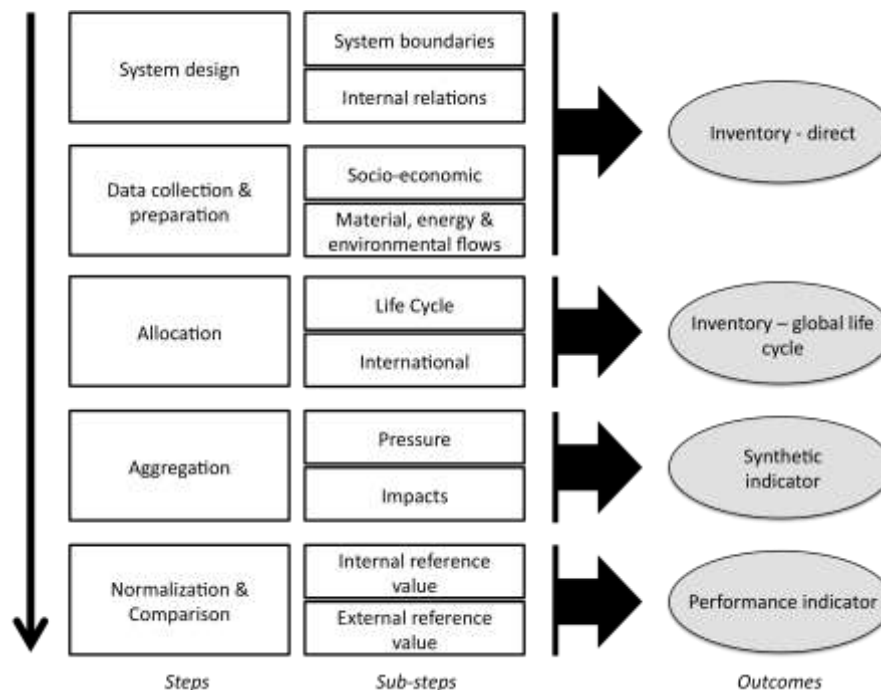 System design
System boundaries
Internal relations
Inventory - direct
Data collection &
preparation
Socio-economic
Material, energy &
environmental flows
Allocation
Life Cycle
International
Inventory – global life
cycle
Aggregation
Pressure
Impacts
Synthetic
indicator
Normalization &
Comparison
Internal reference
value
External reference
value
Performance indicator
Steps
Sub-steps
Outcomes